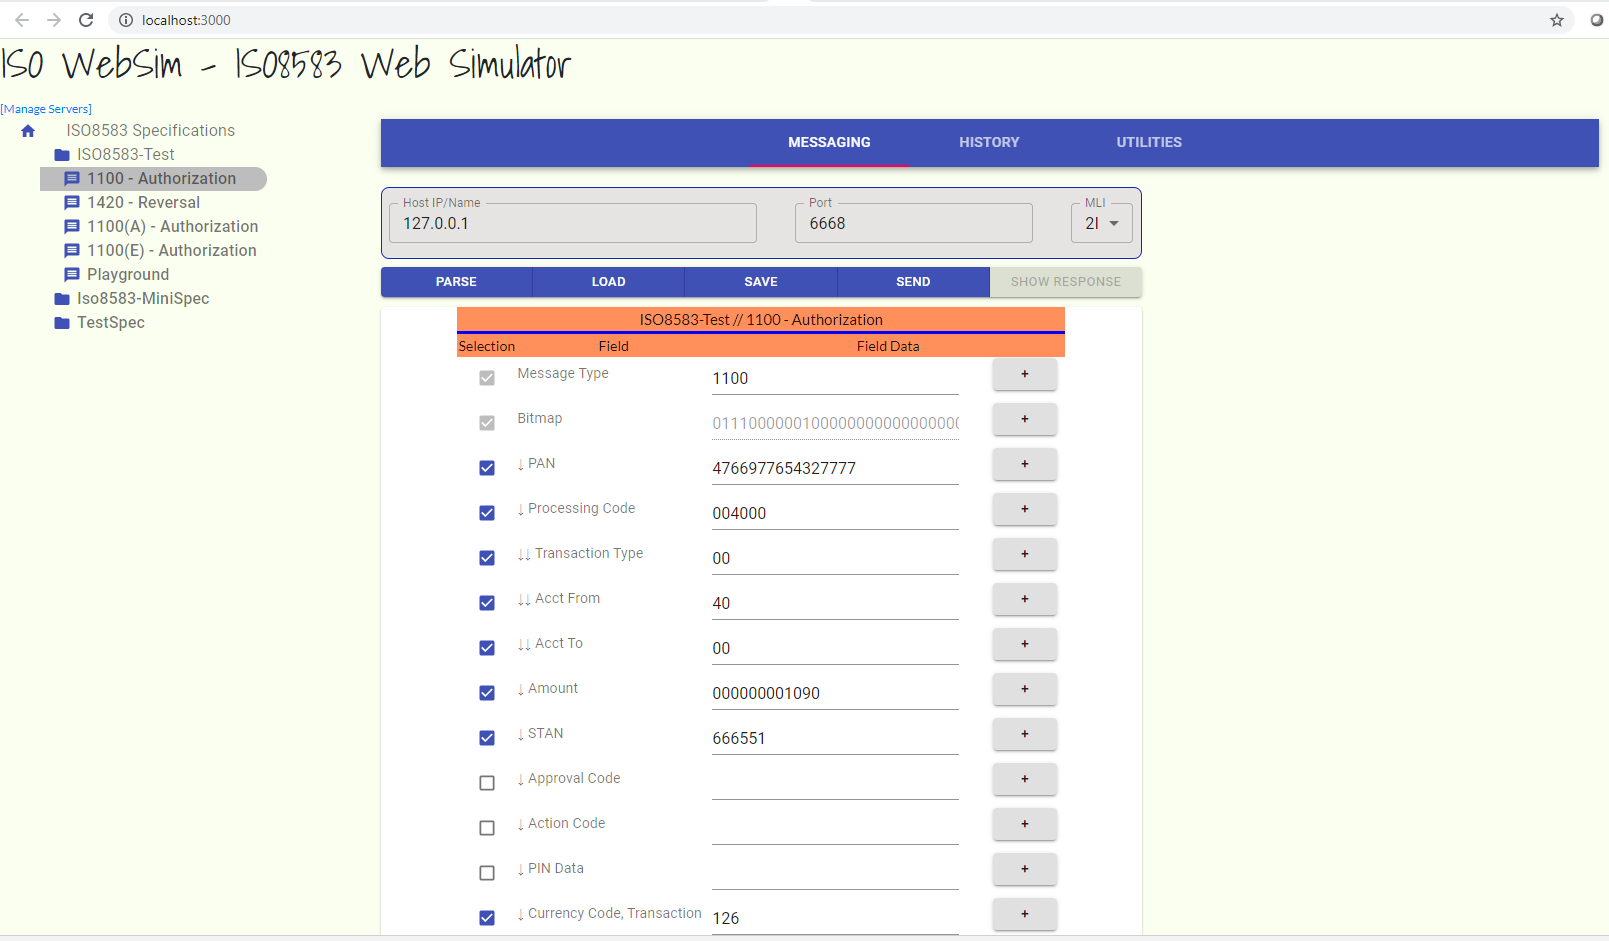 localhost:3000
ISO WebSim - ISO8583 Web Simulator
[Manage Servers]
ISO8583 Specifications
ISO8583-Test
1100 - Authorization
1420 - Reversal
1100(A) - Authorization
1100(E) - Authorization
Playground
Iso8583-MiniSpec
TestSpec
MESSAGING HISTORY UTILITIES
Host IP/Name Port MLI
127.0.0.1 6668 2I
PARSE LOAD SAVE SEND SHOW RESPONSE
ISO8583-Test // 1100 - Authorization
Selection Field Field Data
Message Type 1100 +
Bitmap +
↓ PAN 4766977654327777 +
↓ Processing Code 004000 +
↓↓ Transaction Type 00 +
↓↓ Acct From 40 +
↓↓ Acct To 00 +
↓ Amount 000000001090 +
↓ STAN 666551 +
↓ Approval Code +
↓ Action Code +
↓ PIN Data +
↓ Currency Code, Transaction 126 +